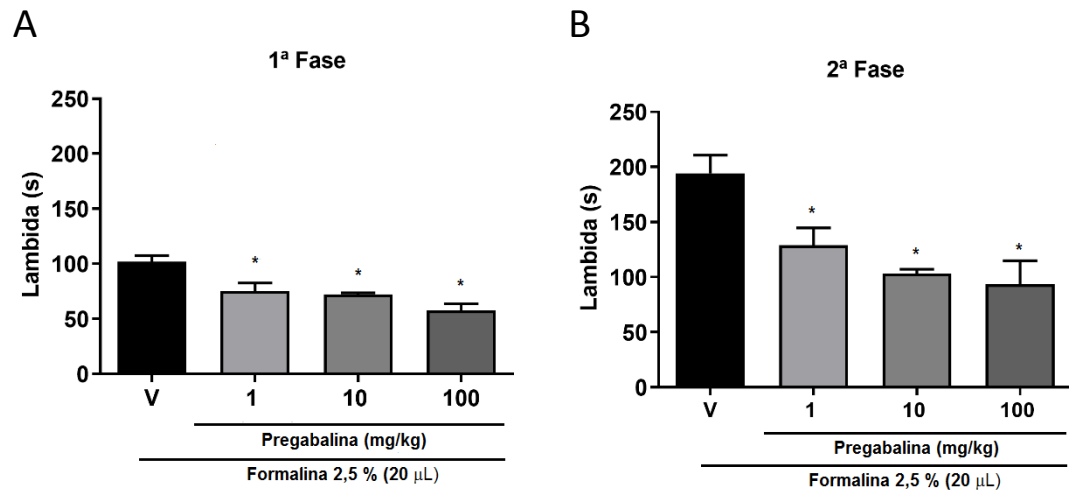 A
1ª Fase
Lambida (s)
250
200
150
100
50
0
V 1 10 100
*
*
*
Pregabalina (mg/kg)
Formalina 2,5 % (20 µL)
B
2ª Fase
Lambida (s)
250
200
150
100
50
0
V 1 10 100
*
*
*
Pregabalina (mg/kg)
Formalina 2,5 % (20 µL)